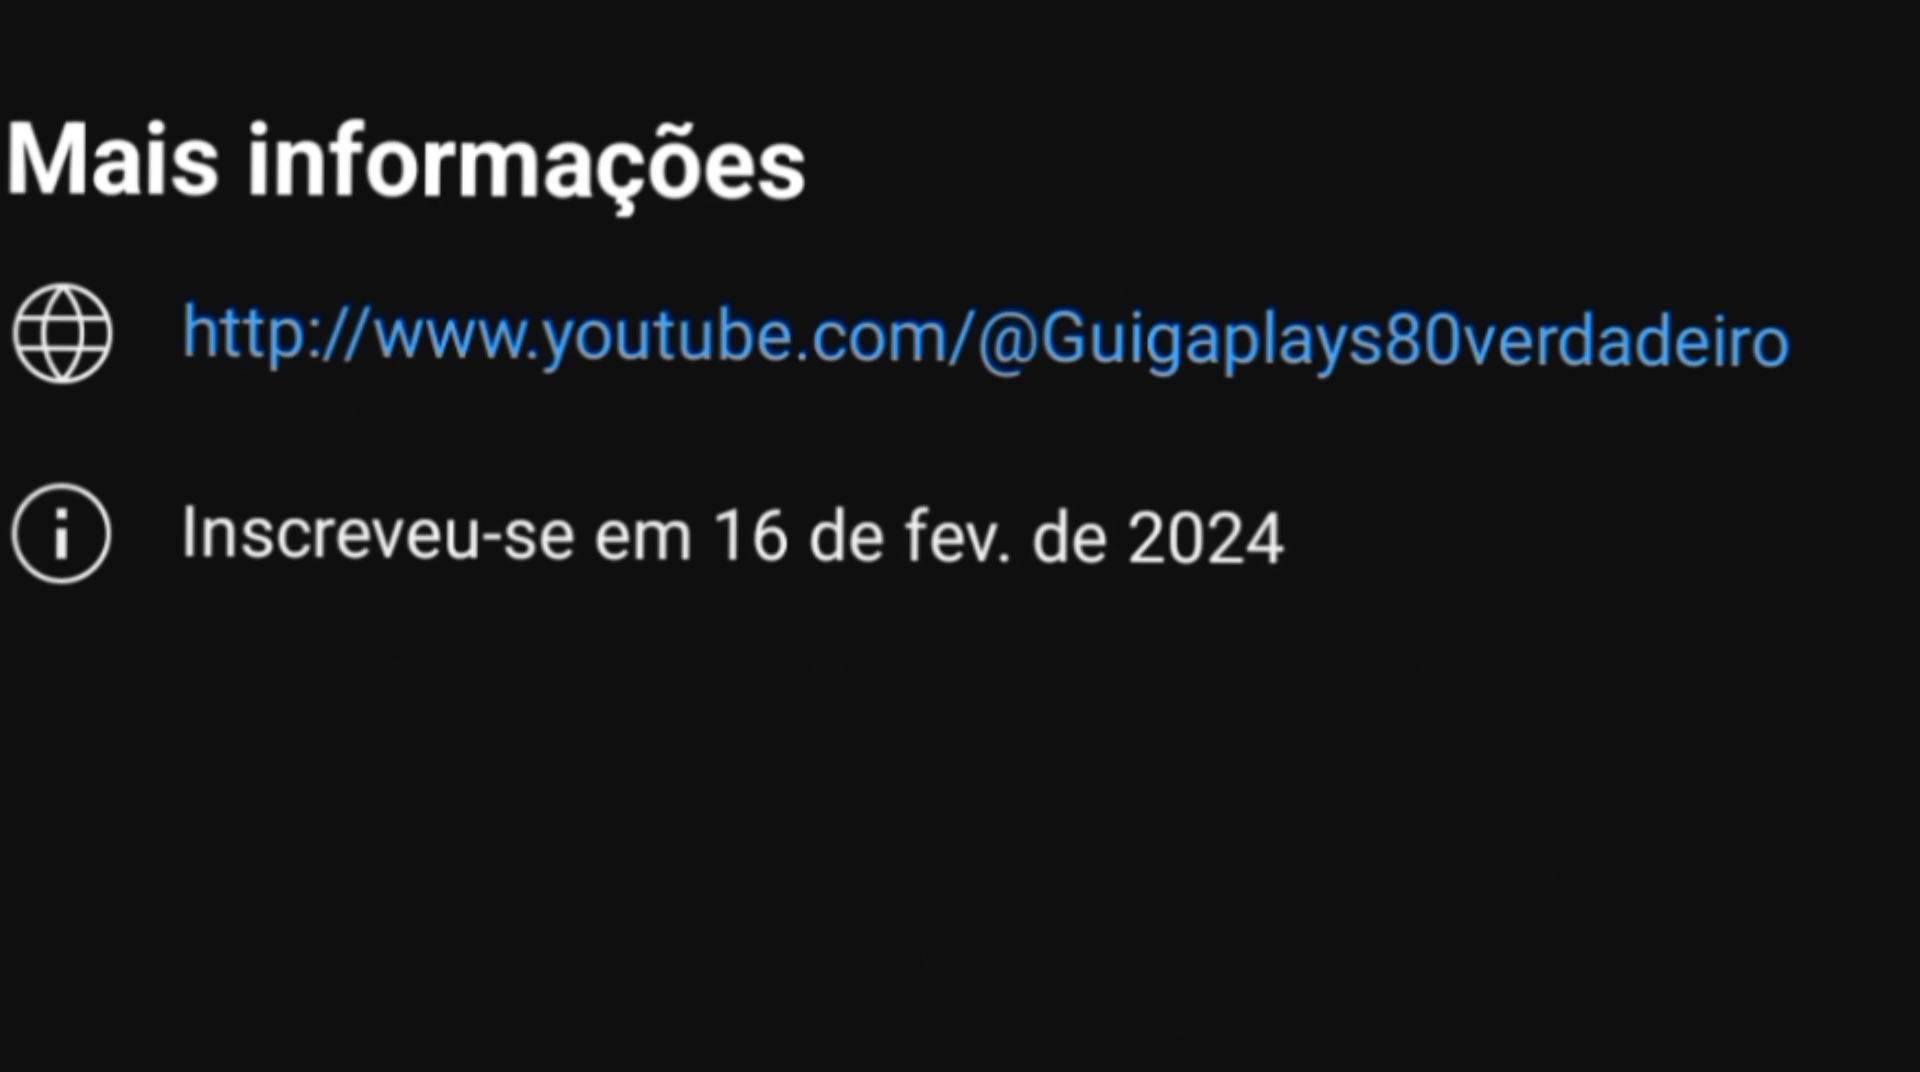 Mais informações
http://www.youtube.com/@Guigaplays80verdadeiro
Inscreveu-se em 16 de fev. de 2024